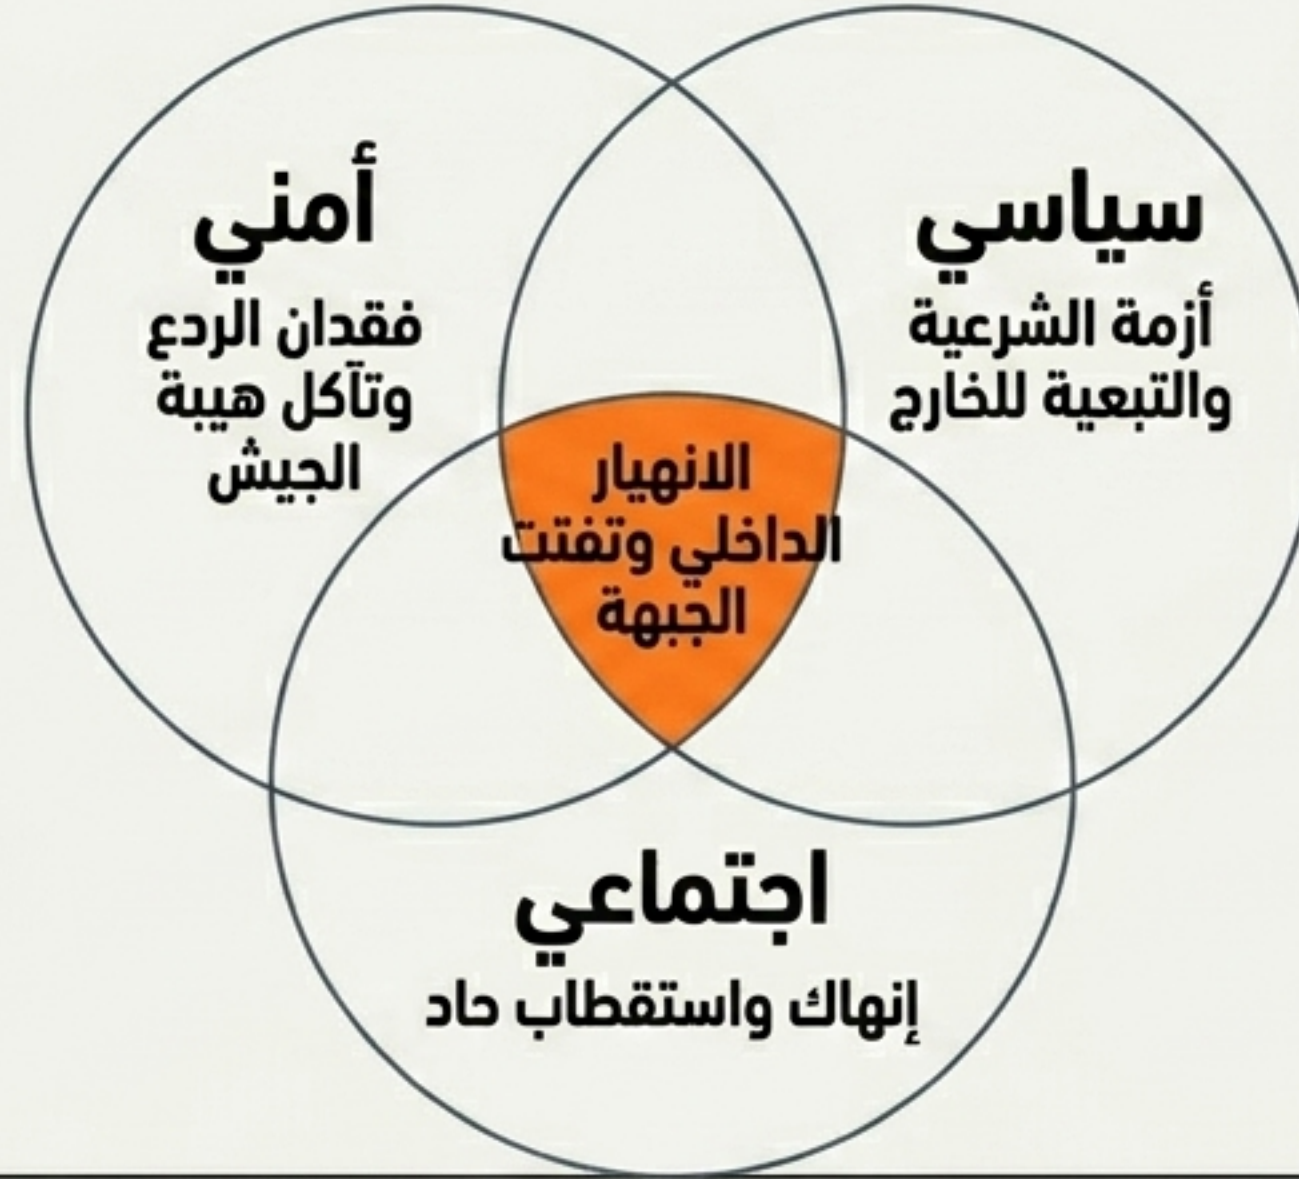 سياسي
أزمة الشرعية
والتبعية للخارج
أمني
فقدان الردع
وتآكل هيبة
الجيش
الانهيار
الداخلي وتفتت
الجبهة
اجتماعي
إنهاك واستقطاب حاد